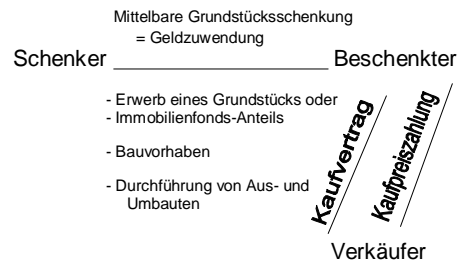 Mittelbare Grundstücksschenkung
= Geldzuwendung
Schenker Beschenkter
- Erwerb eines Grundstücks oder
- Immobilienfonds-Anteils
- Bauvorhaben
- Durchführung von Aus- und
Umbauten
Kaufvertrag
Kaufpreiszahlung
Verkäufer